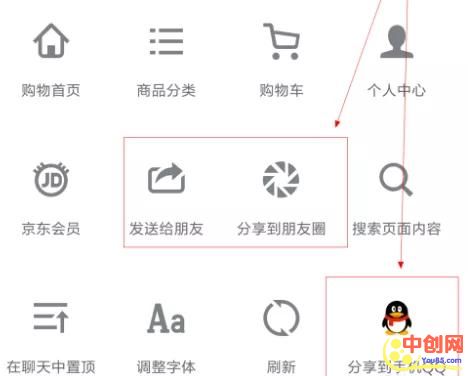 购物首页 商品分类 购物车 个人中心
JD
京东会员 发送给朋友 分享到朋友圈 搜索页面内容
Aa
在聊天中置顶 调整字体 刷新 分享到手机QQ
中创网
You85.com